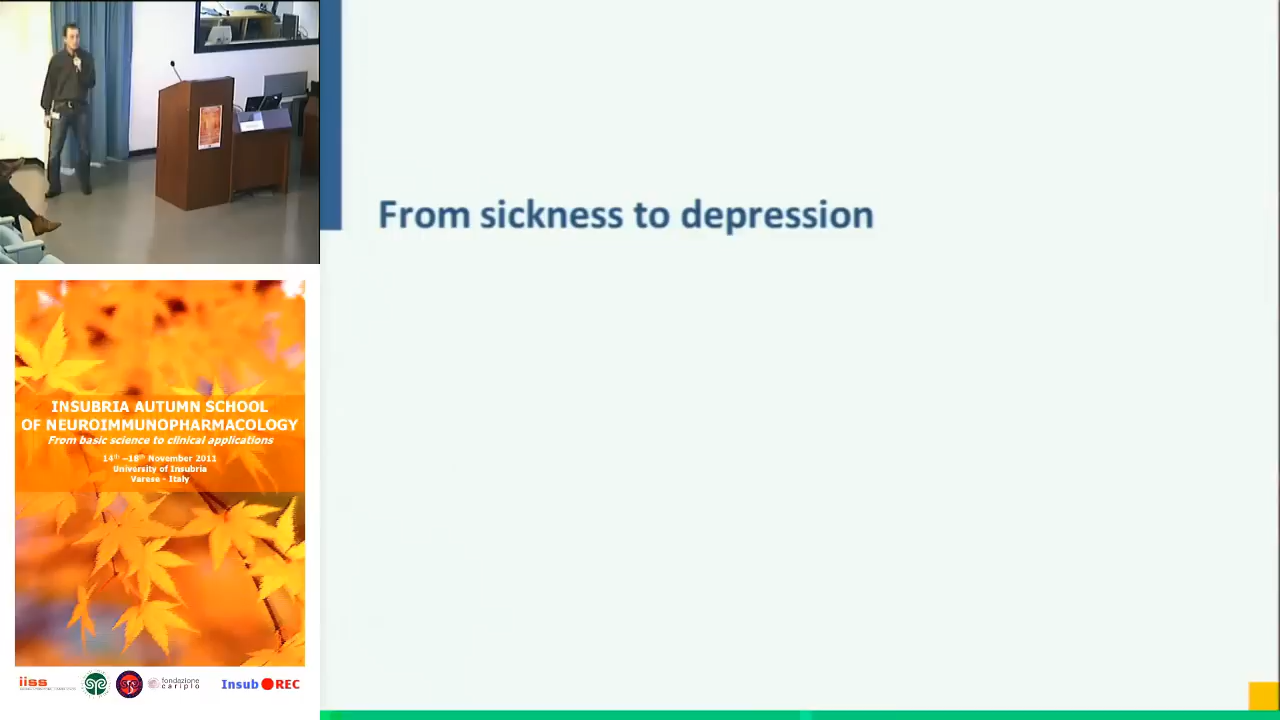 From sickness to depression
INSUBRIA AUTUMN SCHOOL
OF NEUROIMMUNOPHARMACOLOGY
From basic science to clinical applications
14th –18th November 2011
University of Insubria
Varese - Italy
iiss
fondazione
cariplo
Insub REC